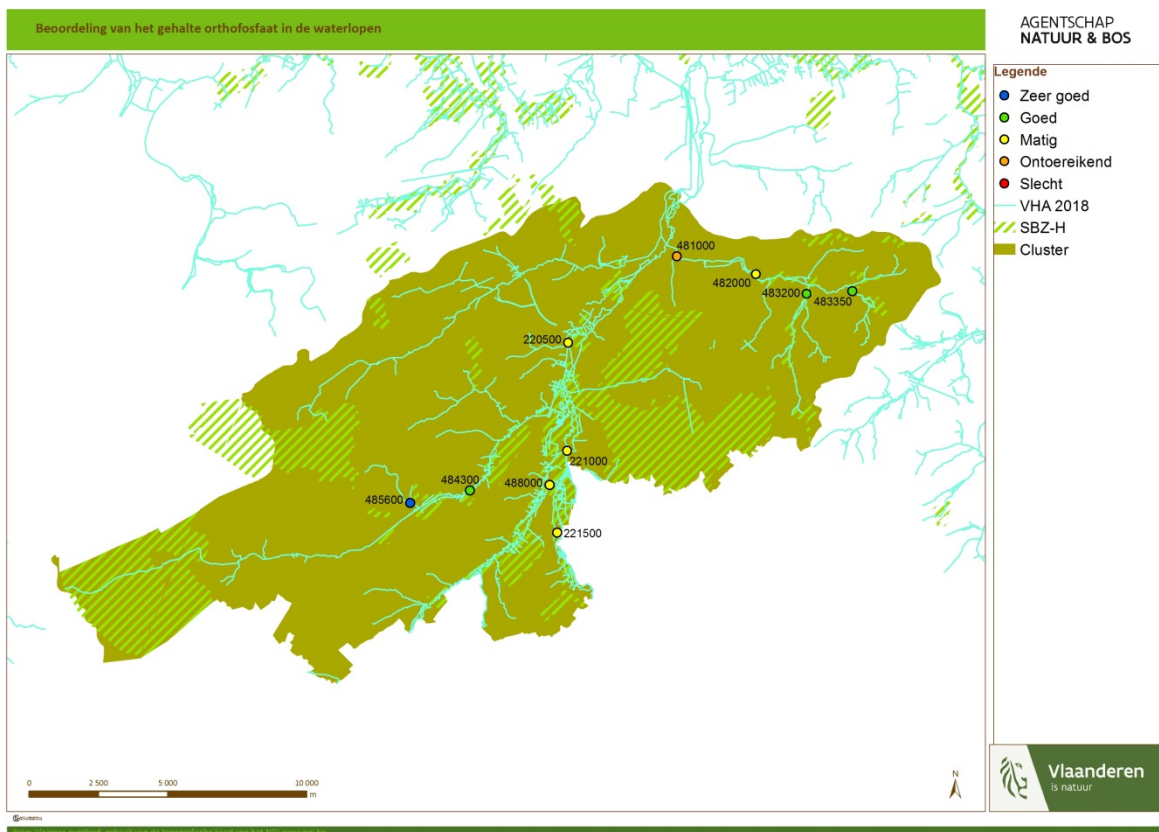 Beoordeling van het gehalte orthofosfaat in de waterlopen
AGENTSCHAP
NATUUR & BOS
Legende
Zeer goed
Goed
Matig
Ontoereikend
Slecht
VHA 2018
SBZ-H
Cluster
481000
482000
483200
483350
220500
221000
484300
488000
485600
221500
0
2 500
5 000
10 000
m
N
Vlaanderen
is natuur